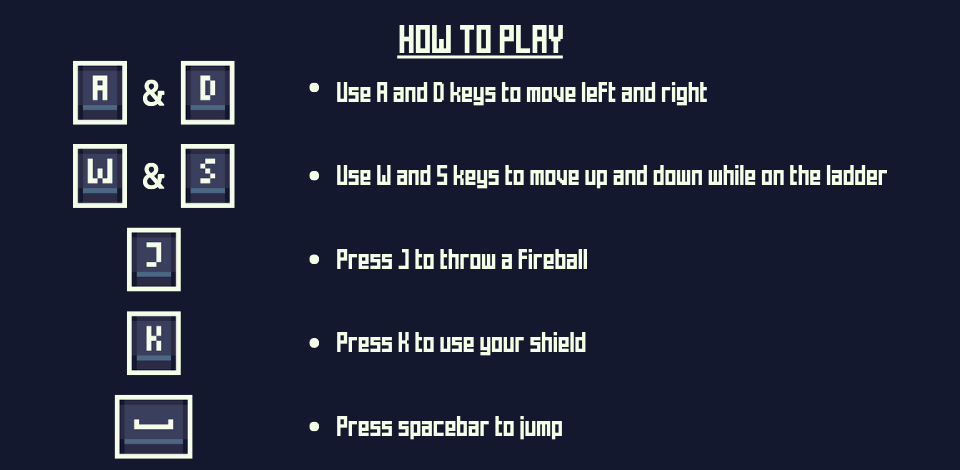 HOW TO PLAY
A & D • Use A and D keys to move left and right
W & S • Use W and S keys to move up and down while on the ladder
J • Press J to throw a Fireball
K • Press K to use your shield
• Press spacebar to jump